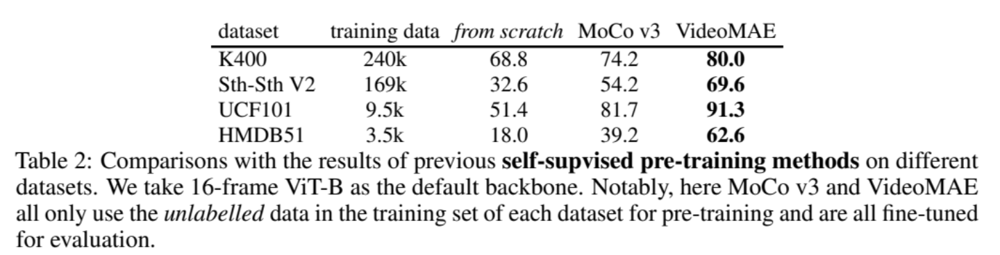 dataset training data from scratch MoCo v3 VideoMAE
K400 240k 68.8 74.2 80.0
Sth-Sth V2 169k 32.6 54.2 69.6
UCF101 9.5k 51.4 81.7 91.3
HMDB51 3.5k 18.0 39.2 62.6
Table 2: Comparisons with the results of previous self-supvised pre-training methods on different
datasets. We take 16-frame ViT-B as the default backbone. Notably, here MoCo v3 and VideoMAE
all only use the unlabelled data in the training set of each dataset for pre-training and are all fine-tuned
for evaluation.